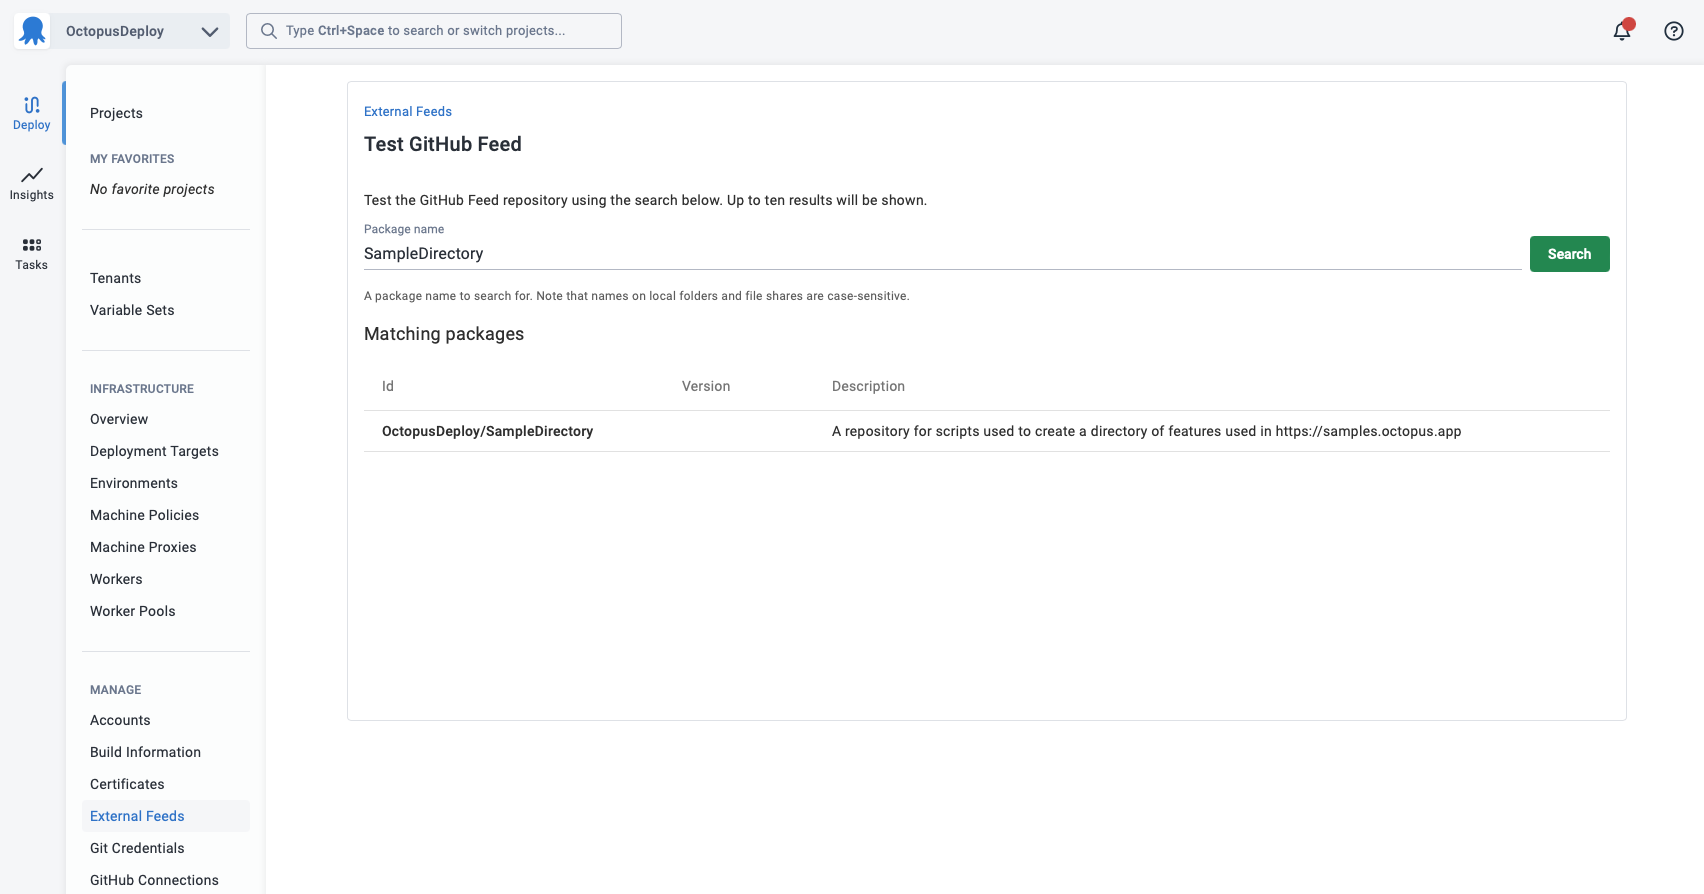 OctopusDeploy
Type Ctrl+Space to search or switch projects...
Deploy
Insights
Tasks
Projects
MY FAVORITES
No favorite projects
Tenants
Variable Sets
INFRASTRUCTURE
Overview
Deployment Targets
Environments
Machine Policies
Machine Proxies
Workers
Worker Pools
MANAGE
Accounts
Build Information
Certificates
External Feeds
Git Credentials
GitHub Connections
External Feeds
Test GitHub Feed
Test the GitHub Feed repository using the search below. Up to ten results will be shown.
Package name
SampleDirectory
Search
A package name to search for. Note that names on local folders and file shares are case-sensitive.
Matching packages
Id Version Description
OctopusDeploy/SampleDirectory A repository for scripts used to create a directory of features used in https://samples.octopus.app